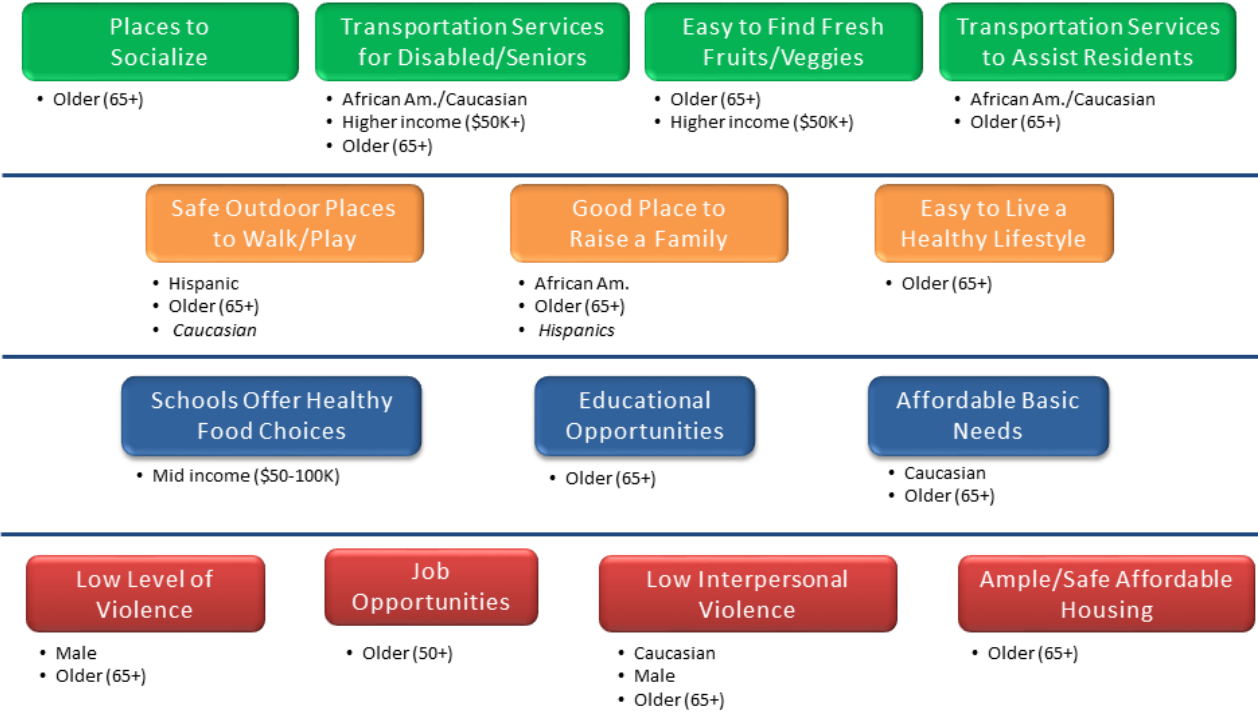 Places to
Socialize
Transportation Services
for Disabled/Seniors
Easy to Find Fresh
Fruits/Veggies
Transportation Services
to Assist Residents
• Older (65+)
• African Am./Caucasian
• Higher income ($50K+)
• Older (65+)
• Older (65+)
• Higher income ($50K+)
• African Am./Caucasian
• Older (65+)
Safe Outdoor Places
to Walk/Play
Good Place to
Raise a Family
Easy to Live a
Healthy Lifestyle
• Hispanic
• Older (65+)
• Caucasian
• African Am.
• Older (65+)
• Hispanics
• Older (65+)
Schools Offer Healthy
Food Choices
Educational
Opportunities
Affordable Basic
Needs
• Mid income ($50-100K)
• Older (65+)
• Caucasian
• Older (65+)
Low Level of
Violence
Job
Opportunities
Low Interpersonal
Violence
Ample/Safe Affordable
Housing
• Male
• Older (65+)
• Older (50+)
• Caucasian
• Male
• Older (65+)
• Older (65+)